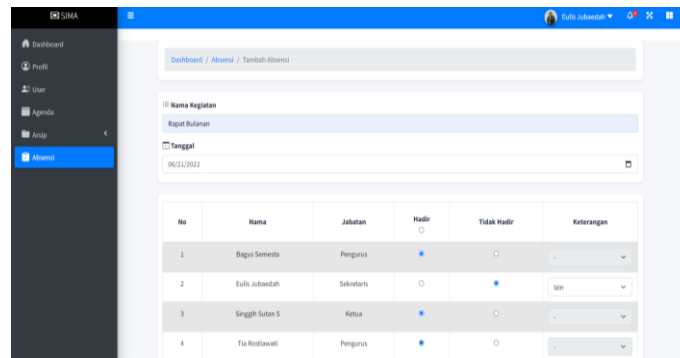 SIMA
Eulis Jubaedah
Dashboard
Profil
User
Agenda
Arsip
Absensi
Dashboard / Absensi / Tambah Absensi
Nama Kegiatan
Rapat Bulanan
Tanggal
06/21/2022
No Nama Jabatan Hadir Tidak Hadir Keterangan
1 Bagus Semesta Pengurus -
2 Eulis Jubaedah Sekretaris Izin
3 Singgih Sutan S Ketua -
4 Tia Rostiawati Pengurus -